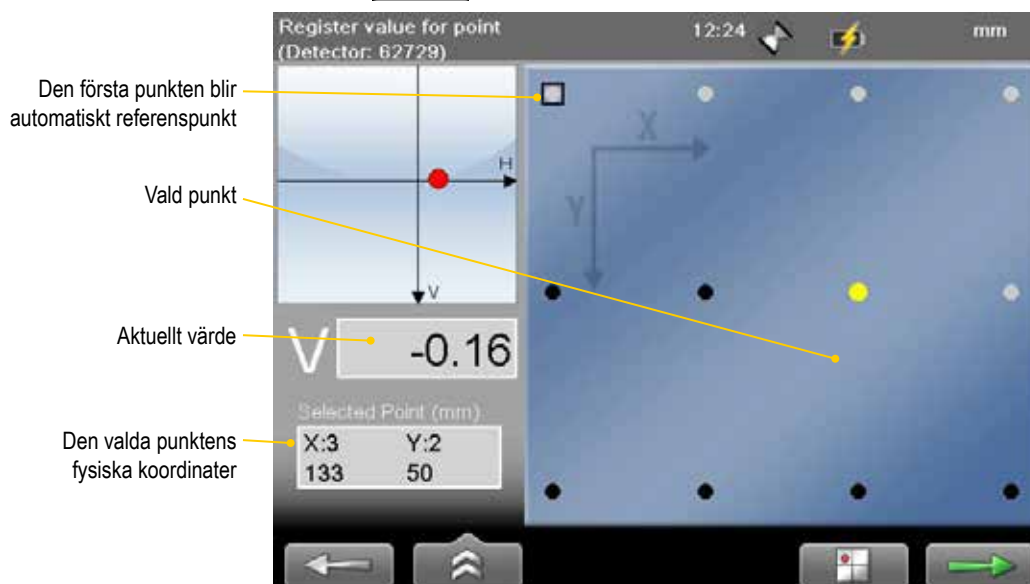 Register value for point
(Detector: 62729)
12:24
mm
Den första punkten blir
automatiskt referenspunkt
H
X
Y
Vald punkt
V
Aktuellt värde
V
-0.16
Selected Point (mm)
Den valda punktens
fysiska koordinater
X:3 Y:2
133 50